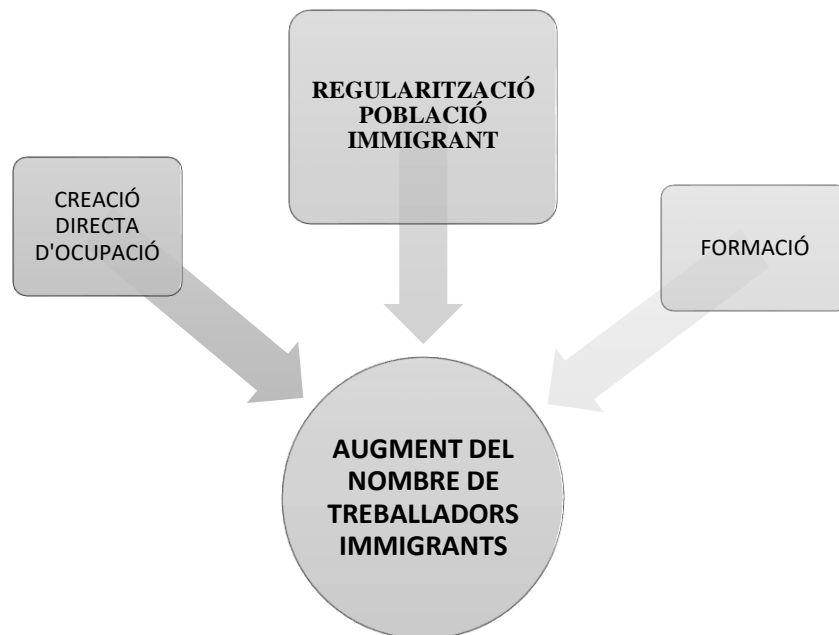 REGULARITZACIÓ
POBLACIÓ
IMMIGRANT
CREACIÓ
DIRECTA
D'OCUPACIÓ
FORMACIÓ
AUGMENT DEL
NOMBRE DE
TREBALLADORS
IMMIGRANTS